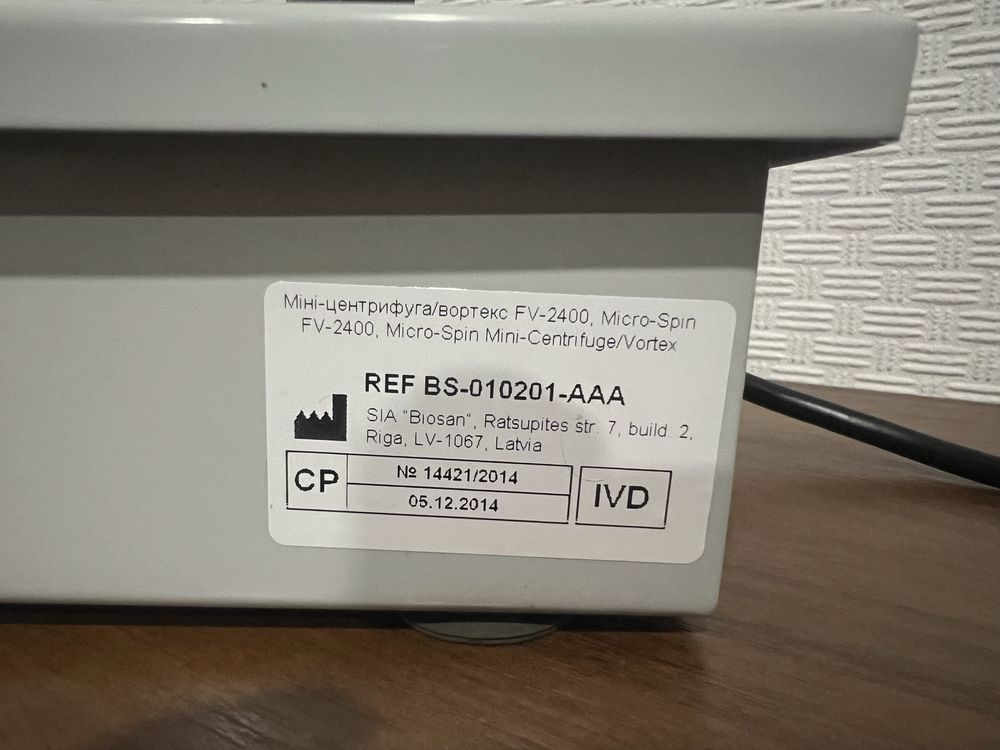 Міні-центрифуга/вортекс FV-2400, Micro-Spin
FV-2400, Micro-Spin Mini-Centrifuge/Vortex
REF BS-010201-AAA
SIA "Biosan", Ratsupites str. 7, build. 2,
Riga, LV-1067, Latvia
СР
№ 14421/2014
05.12.2014
IVD